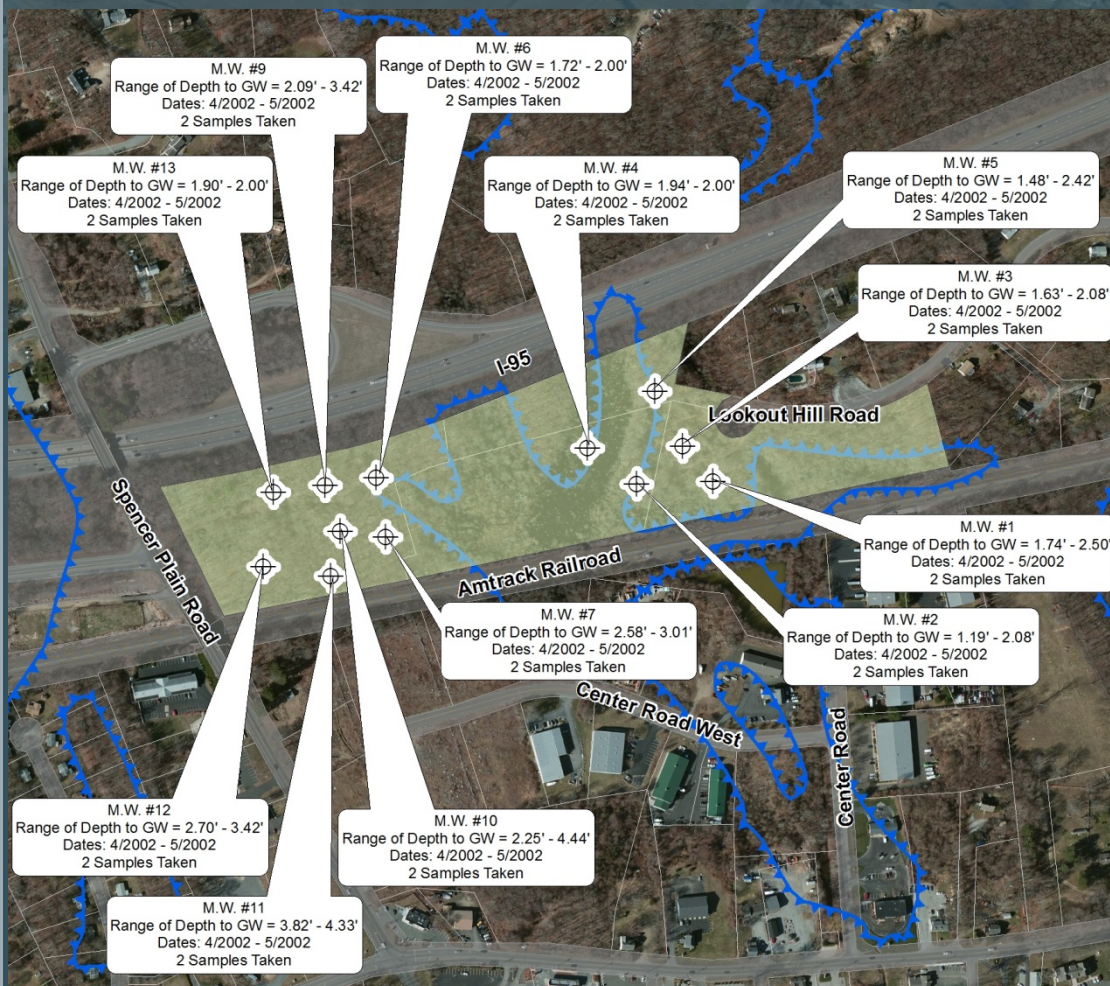 M.W. #6
Range of Depth to GW = 1.72' - 2.00'
Dates: 4/2002 - 5/2002
2 Samples Taken
M.W. #9
Range of Depth to GW = 2.09' - 3.42'
Dates: 4/2002 - 5/2002
2 Samples Taken
M.W. #13
Range of Depth to GW = 1.90' - 2.00'
Dates: 4/2002 - 5/2002
2 Samples Taken
M.W. #4
Range of Depth to GW = 1.94' - 2.00'
Dates: 4/2002 - 5/2002
2 Samples Taken
M.W. #5
Range of Depth to GW = 1.48' - 2.42'
Dates: 4/2002 - 5/2002
2 Samples Taken
M.W. #3
Range of Depth to GW = 1.63' - 2.08'
Dates: 4/2002 - 5/2002
2 Samples Taken
I-95
Lookout Hill Road
Spencer Plain Road
Amtrack Railroad
M.W. #1
Range of Depth to GW = 1.74' - 2.50'
Dates: 4/2002 - 5/2002
2 Samples Taken
M.W. #7
Range of Depth to GW = 2.58' - 3.01'
Dates: 4/2002 - 5/2002
2 Samples Taken
M.W. #2
Range of Depth to GW = 1.19' - 2.08'
Dates: 4/2002 - 5/2002
2 Samples Taken
Center Road West
Center Road
M.W. #12
Range of Depth to GW = 2.70' - 3.42'
Dates: 4/2002 - 5/2002
2 Samples Taken
M.W. #10
Range of Depth to GW = 2.25' - 4.44'
Dates: 4/2002 - 5/2002
2 Samples Taken
M.W. #11
Range of Depth to GW = 3.82' - 4.33'
Dates: 4/2002 - 5/2002
2 Samples Taken